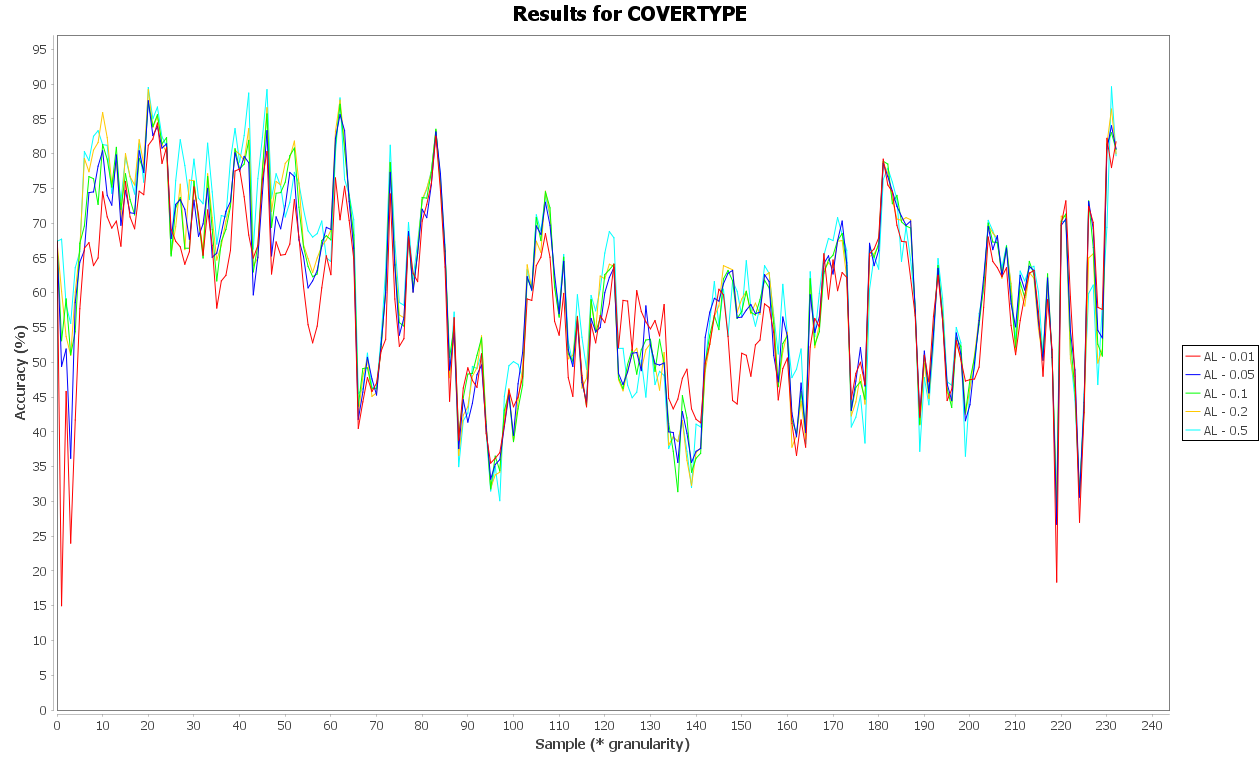 Results for COVERTYPE
Accuracy (%)
95
90
85
80
75
70
65
60
55
50
45
40
35
30
25
20
15
10
5
0
0 10 20 30 40 50 60 70 80 90 100 110 120 130 140 150 160 170 180 190 200 210 220 230 240
Sample (* granularity)
AL - 0.01
AL - 0.05
AL - 0.1
AL - 0.2
AL - 0.5